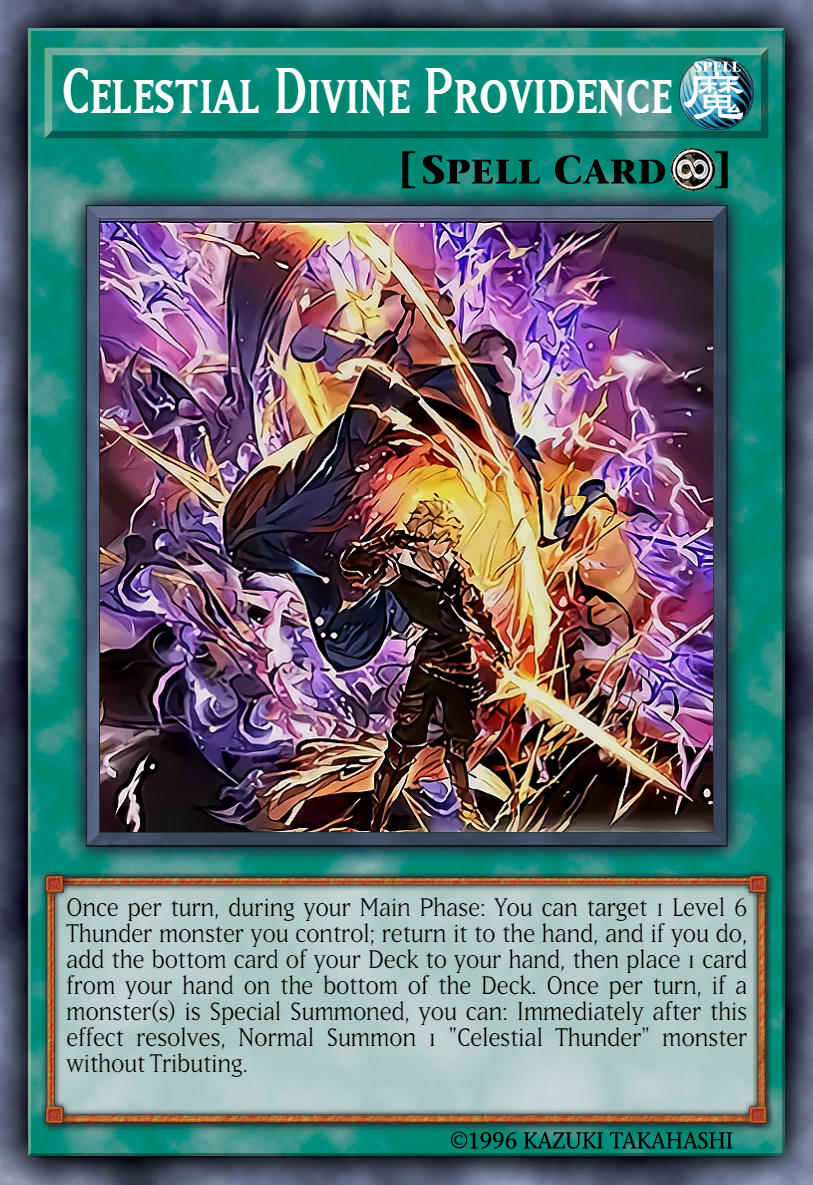 Celestial Divine Providence
SPELL
魔
[Spell Card]
Once per turn, during your Main Phase: You can target 1 Level 6
Thunder monster you control; return it to the hand, and if you do,
add the bottom card of your Deck to your hand, then place 1 card
from your hand on the bottom of the Deck. Once per turn, if a
monster(s) is Special Summoned, you can: Immediately after this
effect resolves, Normal Summon 1 "Celestial Thunder" monster
without Tributing.
©1996 KAZUKI TAKAHASHI